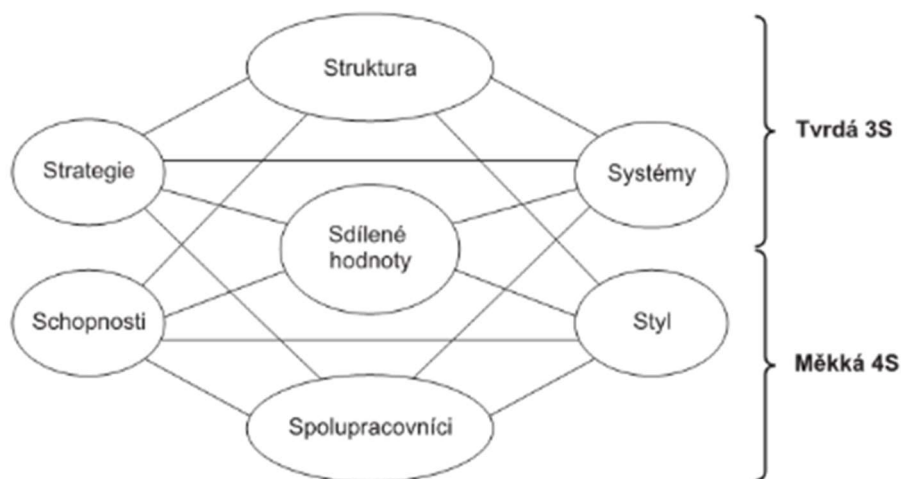 Struktura
Tvrdá 3S
Strategie
Systémy
Sdílené
hodnoty
Schopnosti
Styl
Měkká 4S
Spolupracovníci